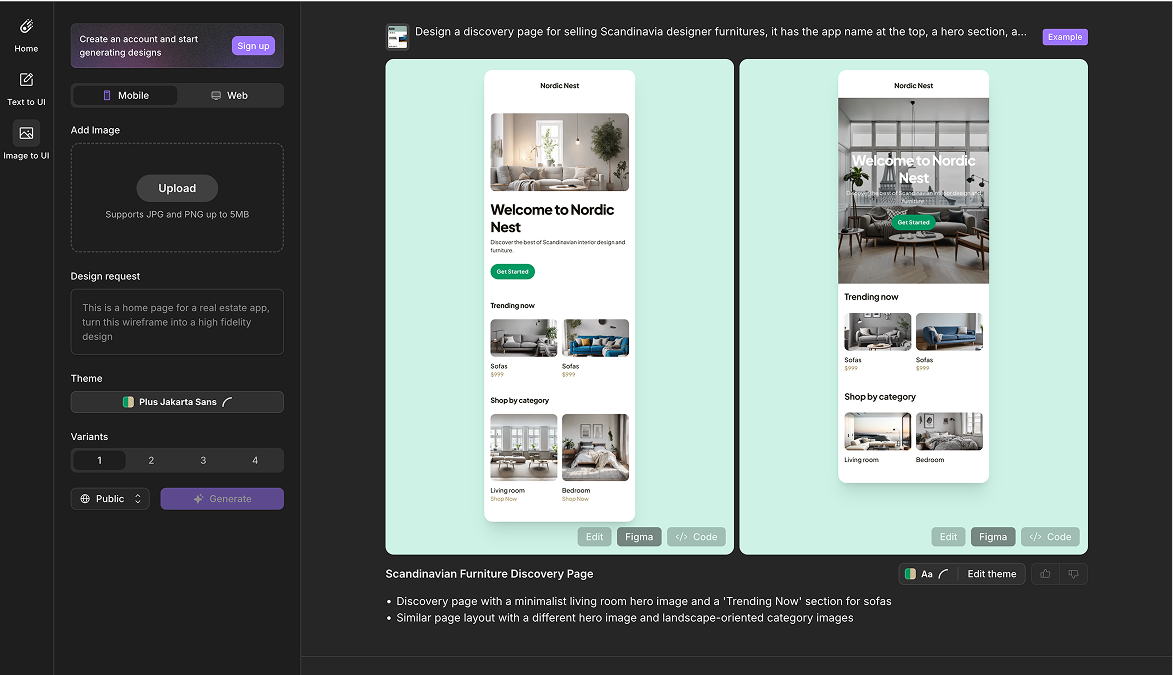 Home
Text to UI
Image to UI
Create an account and start
generating designs
Sign up
Mobile
Web
Add Image
Upload
Supports JPG and PNG up to 5MB
Design request
This is a home page for a real estate app,
turn this wireframe into a high fidelity
design
Theme
Plus Jakarta Sans
Variants
1 2 3 4
Public
Generate
Design a discovery page for selling Scandinavia designer furnitures, it has the app name at the top, a hero section, a...
Example
Nordic Nest
Welcome to Nordic
Nest
Discover the best of Scandinavian interior design and
furniture.
Get Started
Trending now
Sofas
$999
Sofas
$999
Shop by category
Living room
Shop Now
Bedroom
Shop Now
Edit
Figma
</> Code
Nordic Nest
Welcome to Nordic
Nest
Discover the best of Scandinavian interior design and
furniture.
Get Started
Trending now
Sofas
$999
Sofas
$999
Shop by category
Living room
Bedroom
Edit
Figma
</> Code
Scandinavian Furniture Discovery Page
Aa
Edit theme
• Discovery page with a minimalist living room hero image and a 'Trending Now' section for sofas
• Similar page layout with a different hero image and landscape-oriented category images